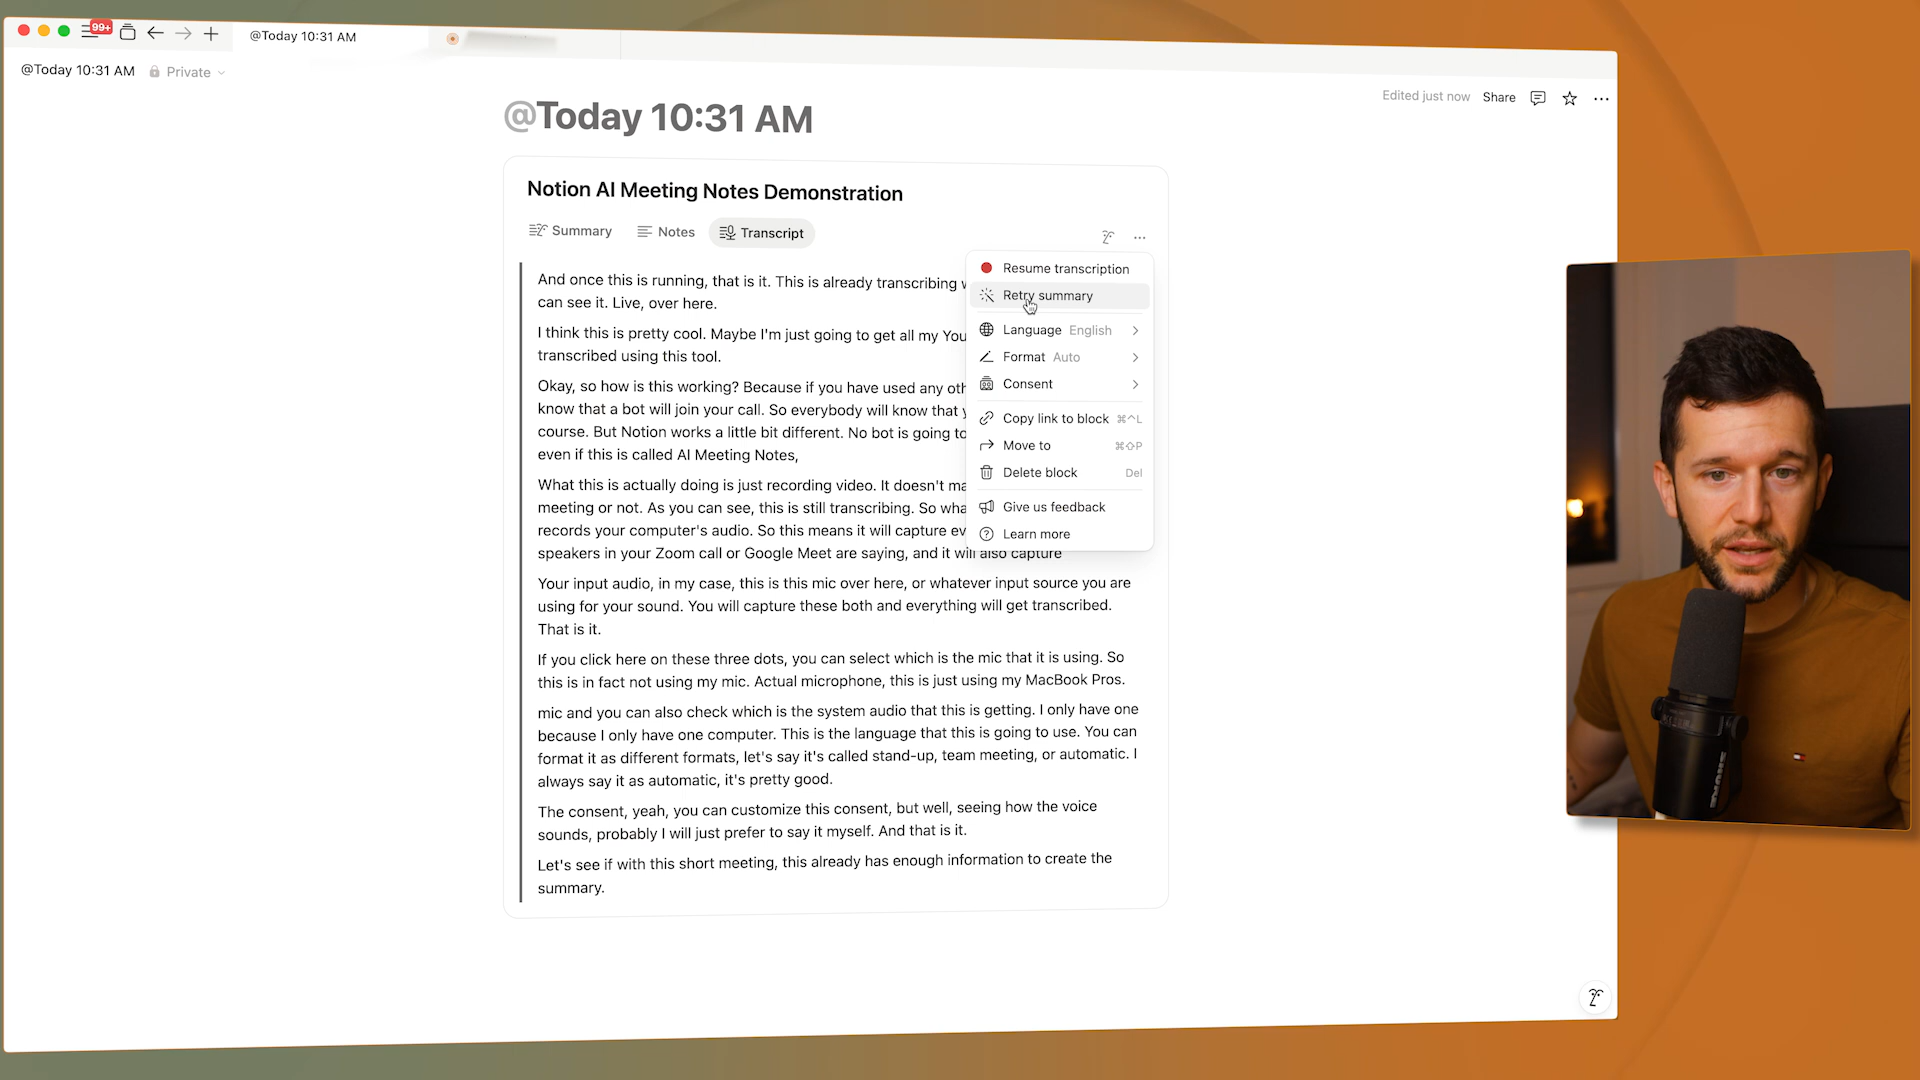 99+
@Today 10:31 AM
@Today 10:31 AM
Private
Edited just now
Share
@Today 10:31 AM
Notion AI Meeting Notes Demonstration
Summary
Notes
Transcript
And once this is running, that is it. This is already transcribing
can see it. Live, over here.
I think this is pretty cool. Maybe I'm just going to get all my You
transcribed using this tool.
Okay, so how is this working? Because if you have used any oth
know that a bot will join your call. So everybody will know that
course. But Notion works a little bit different. No bot is going to
even if this is called AI Meeting Notes,
What this is actually doing is just recording video. It doesn't ma
meeting or not. As you can see, this is still transcribing. So wha
records your computer's audio. So this means it will capture ev
speakers in your Zoom call or Google Meet are saying, and it will also capture
Your input audio, in my case, this is this mic over here, or whatever input source you are
using for your sound. You will capture these both and everything will get transcribed.
That is it.
If you click here on these three dots, you can select which is the mic that it is using. So
this is in fact not using my mic. Actual microphone, this is just using my MacBook Pros.
mic and you can also check which is the system audio that this is getting. I only have one
because I only have one computer. This is the language that this is going to use. You can
format it as different formats, let's say it's called stand-up, team meeting, or automatic. I
always say it as automatic, it's pretty good.
The consent, yeah, you can customize this consent, but well, seeing how the voice
sounds, probably I will just prefer to say it myself. And that is it.
Let's see if with this short meeting, this already has enough information to create the
summary.
Resume transcription
Retry summary
Language English
Format Auto
Consent
Copy link to block ⌘^L
Move to ⌘⇧P
Delete block Del
Give us feedback
Learn more